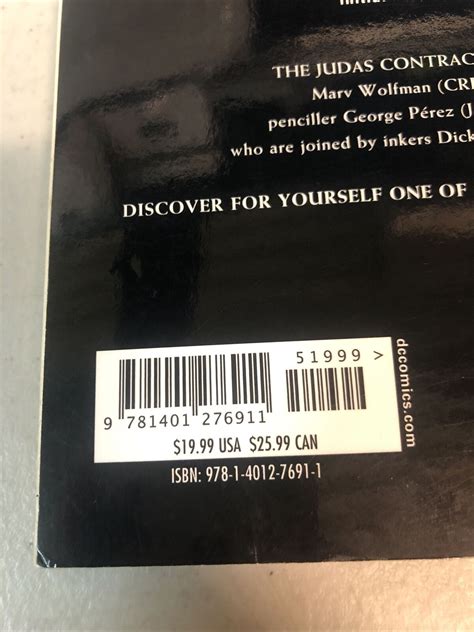 THE JUDAS CONTRAC
Marv Wolfman (CRI
penciller George Pérez (J
who are joined by inkers Dick
DISCOVER FOR YOURSELF ONE OF
51999 >
9 781401 276911
$19.99 USA $25.99 CAN
ISBN: 978-1-4012-7691-1
dccomics.com